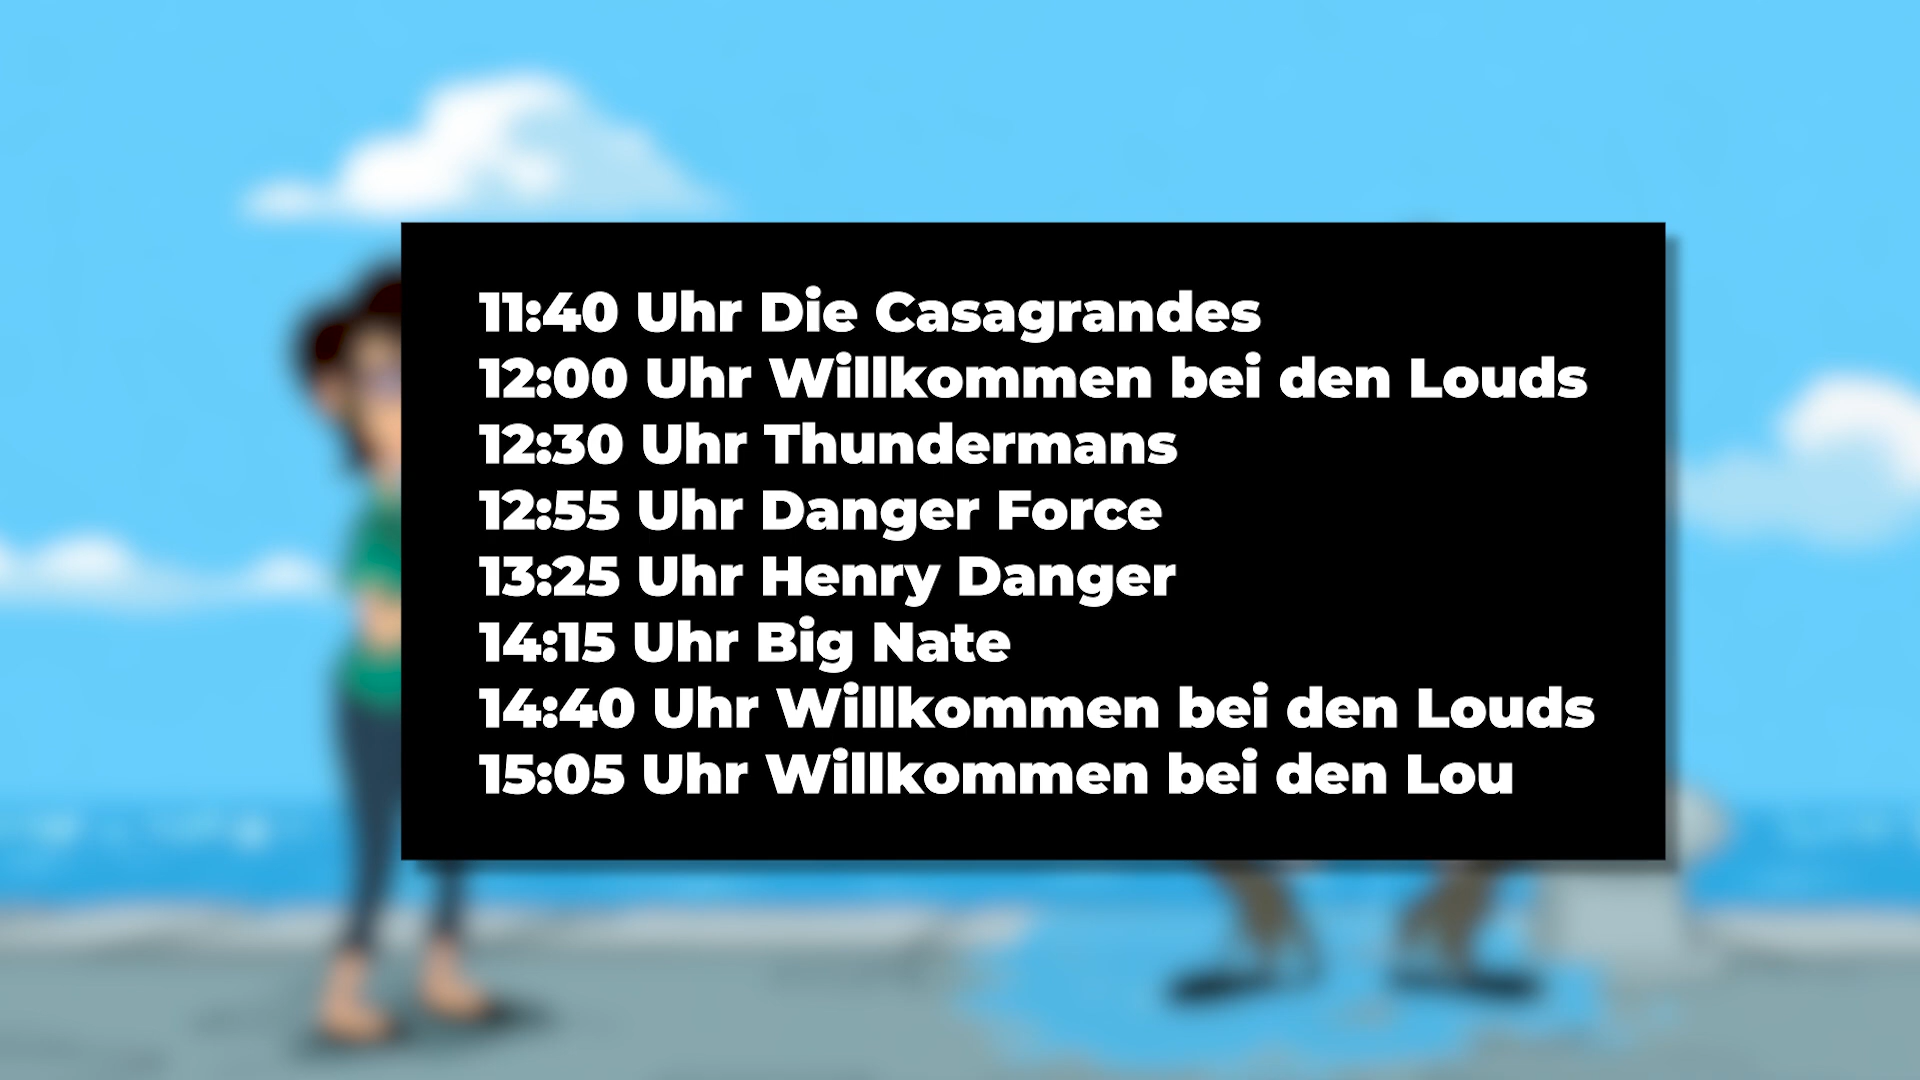 11:40 Uhr Die Casagrandes
12:00 Uhr Willkommen bei den Louds
12:30 Uhr Thundermans
12:55 Uhr Danger Force
13:25 Uhr Henry Danger
14:15 Uhr Big Nate
14:40 Uhr Willkommen bei den Louds
15:05 Uhr Willkommen bei den Lou